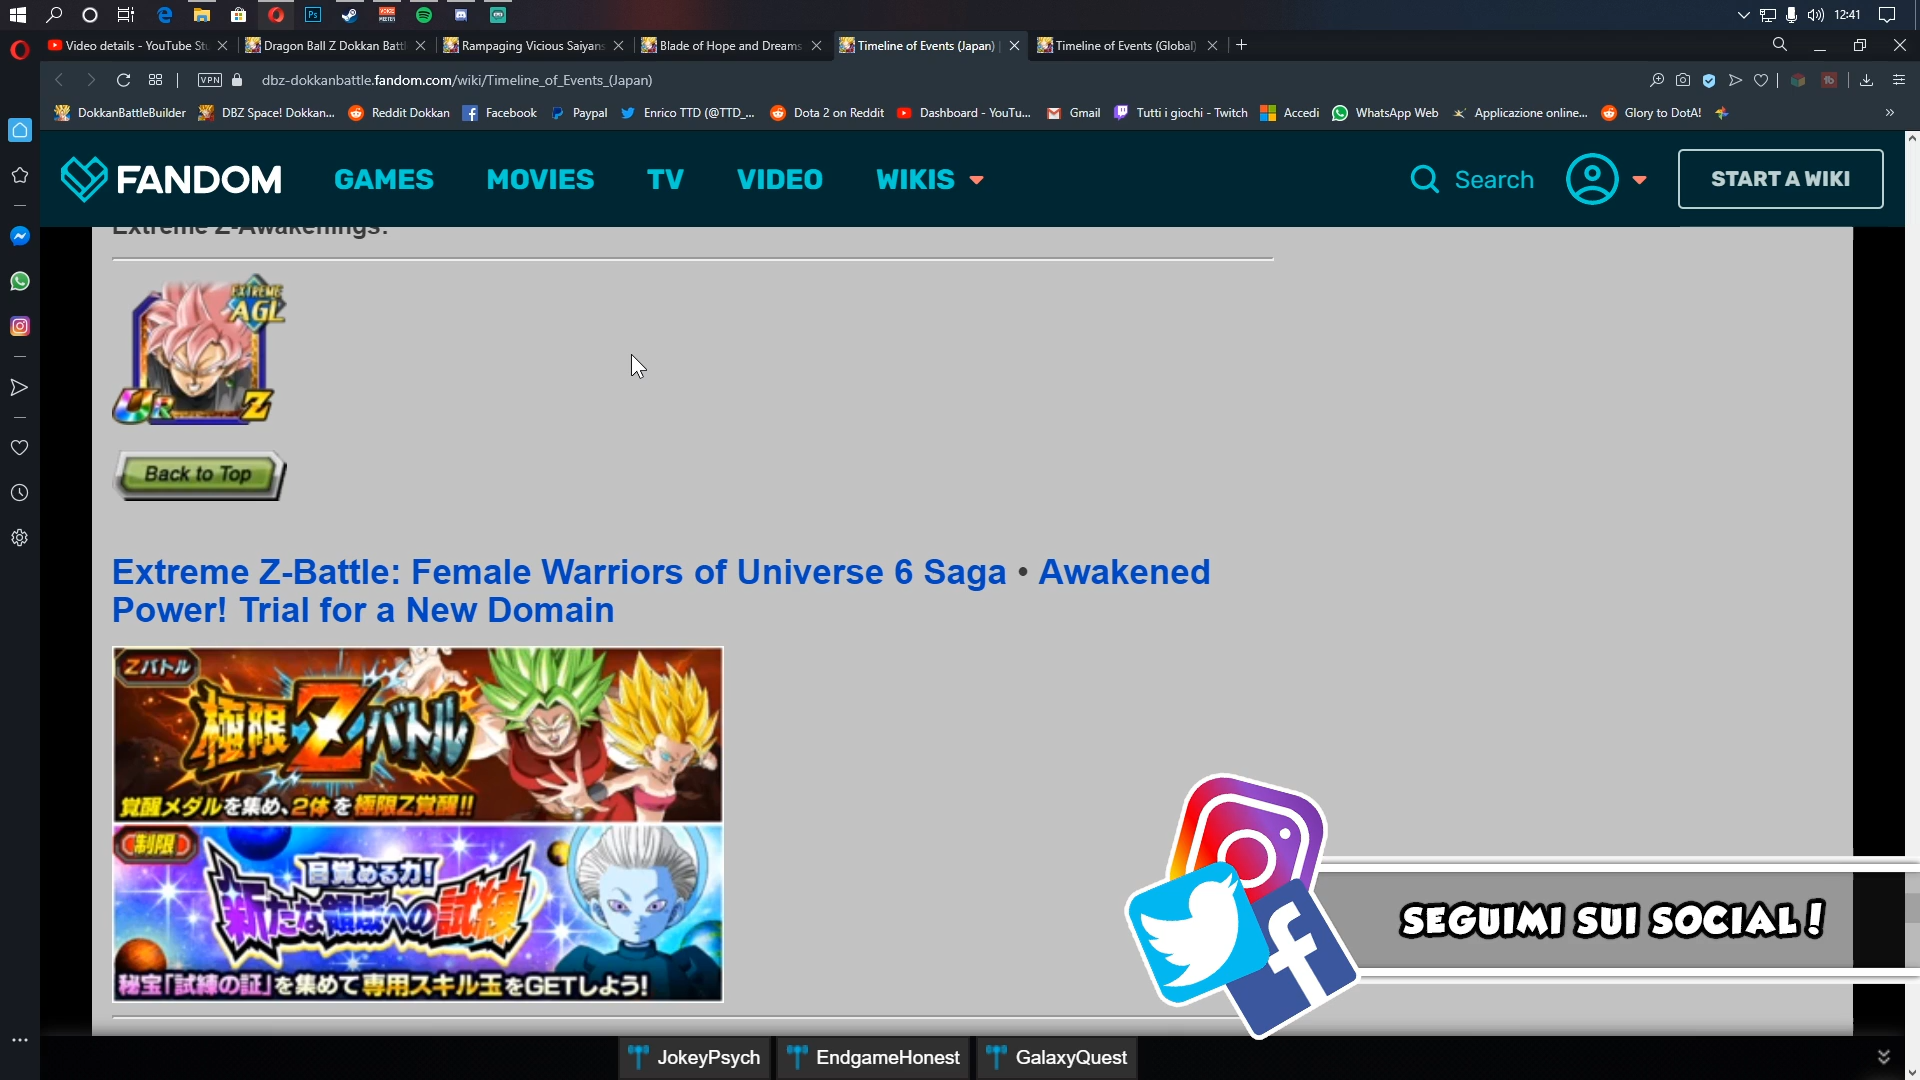 12:41
Video details - YouTube St
Dragon Ball Z Dokkan Batt
Rampaging Vicious Saiyans
Blade of Hope and Dreams
Timeline of Events (Japan) |
Timeline of Events (Global)
VPN
dbz-dokkanbattle.fandom.com/wiki/Timeline_of_Events_(Japan)
DokkanBattleBuilder
DBZ Space! Dokkan...
Reddit Dokkan
Facebook
Paypal
Enrico TTD (@TTD_...
Dota 2 on Reddit
Dashboard - YouTu...
Gmail
Tutti i giochi - Twitch
Accedi
WhatsApp Web
Applicazione online...
Glory to DotA!
FANDOM
GAMES
MOVIES
TV
VIDEO
WIKIS
Search
START A WIKI
Extreme Z-Awakenings:
EXTREME
AGL
UR
Z
Back to Top
Extreme Z-Battle: Female Warriors of Universe 6 Saga • Awakened
Power! Trial for a New Domain
Zバトル
極限Zバトル
覚醒メダルを集め、2体を極限Z覚醒!!
制限
目覚める力!
新たな領域への試練
秘宝「試練の証」を集めて専用スキル玉をGETしよう!
SEGUIMI SUI SOCIAL!
JokeyPsych
EndgameHonest
GalaxyQuest